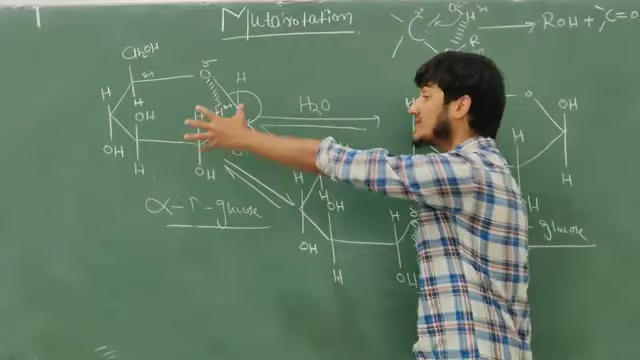 Mutarotation
H
R
ROH + C=O
CH₂OH
O
H
H₂O
O
OH
H
H
OH
OH
H
OH
H
α-D-glucose
glucose
H
OH
H
OH
H
OH